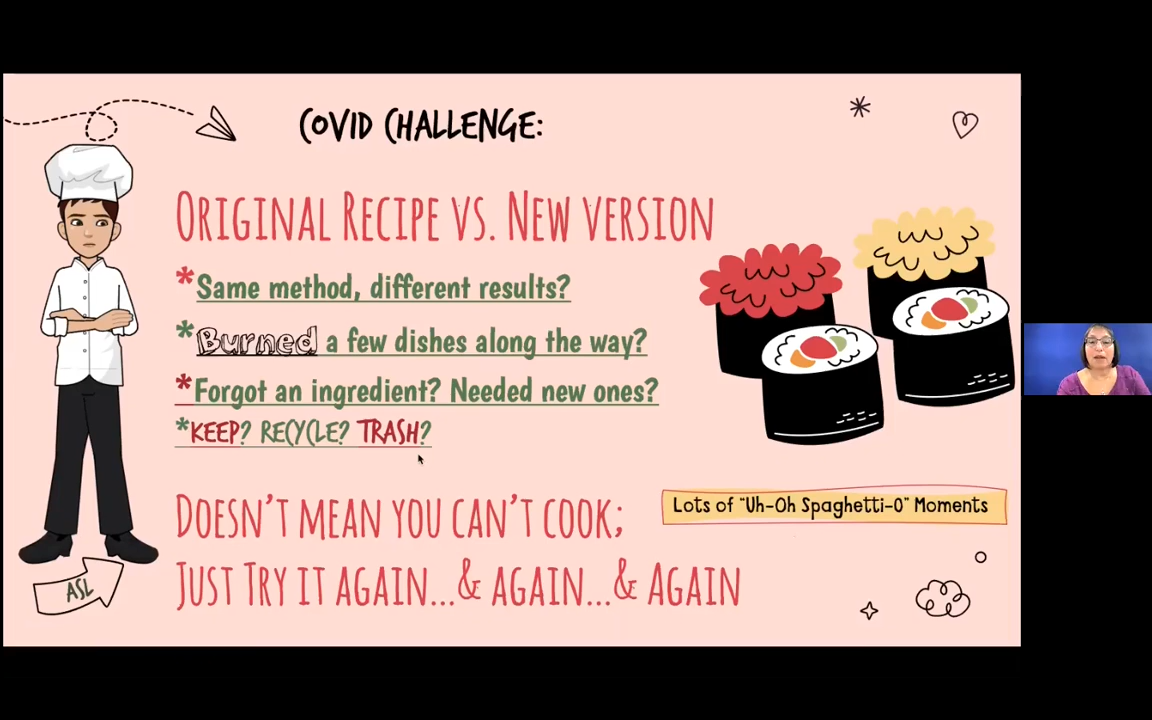 COVID CHALLENGE:
ORIGINAL RECIPE VS. NEW VERSION
*Same method, different results?
*Burned a few dishes along the way?
*Forgot an ingredient? Needed new ones?
*KEEP? RECYCLE? TRASH?
Lots of "Uh-Oh Spaghetti-O" Moments
DOESN'T MEAN YOU CAN'T COOK;
JUST TRY IT AGAIN...& AGAIN...& AGAIN
ASL